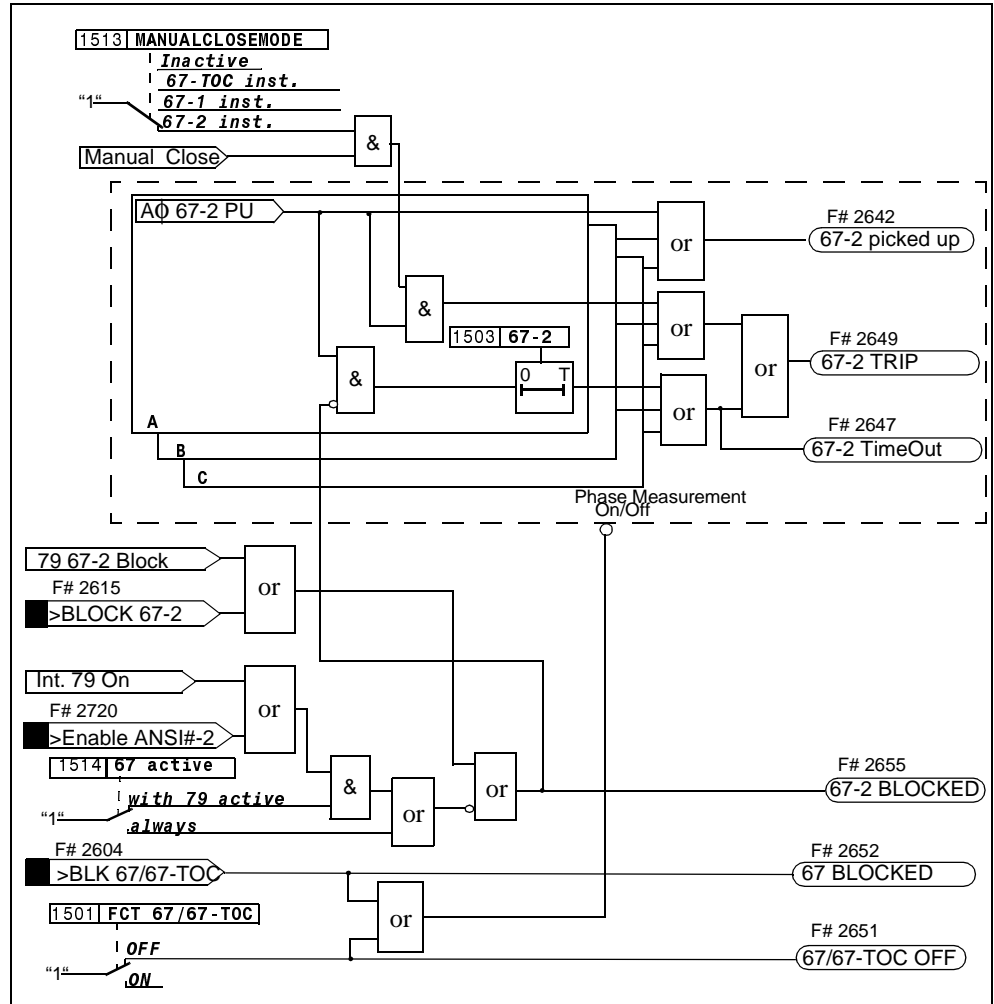 1513 MANUALCLOSEMODE
Inactive
67-TOC inst.
67-1 inst.
67-2 inst.
“1“
&
Manual Close
AΦ 67-2 PU
or
F# 2642
67-2 picked up
&
or
1503 67-2
or
F# 2649
67-2 TRIP
&
0 T
or
F# 2647
67-2 TimeOut
A
B
C
Phase Measurement
On/Off
79 67-2 Block
or
F# 2615
>BLOCK 67-2
Int. 79 On
or
F# 2720
>Enable ANSI#-2
1514 67 active
&
or
F# 2655
67-2 BLOCKED
with 79 active
“1“
always
or
F# 2604
>BLK 67/67-TOC
F# 2652
67 BLOCKED
1501 FCT 67/67-TOC
or
OFF
“1“
ON
F# 2651
67/67-TOC OFF